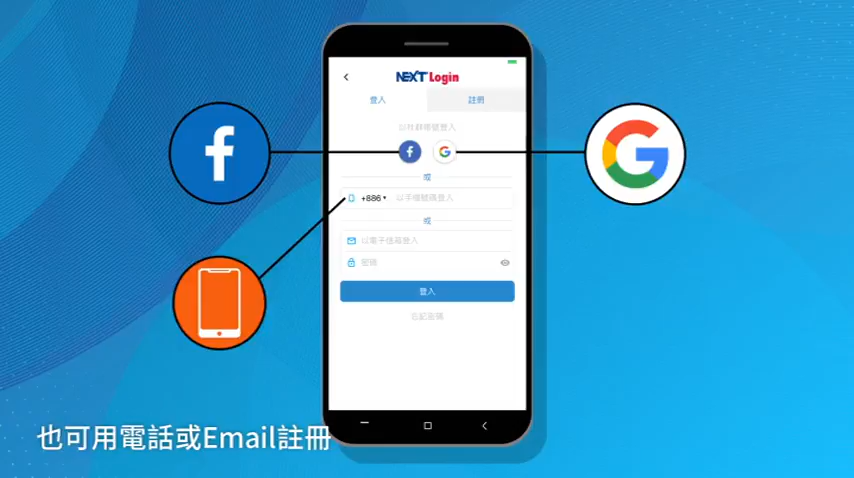 NEXT Login
登入 註冊
以社群帳號登入
或
+886 以手機號碼登入
或
以電子信箱登入
密碼
登入
忘記密碼
也可用電話或Email註冊